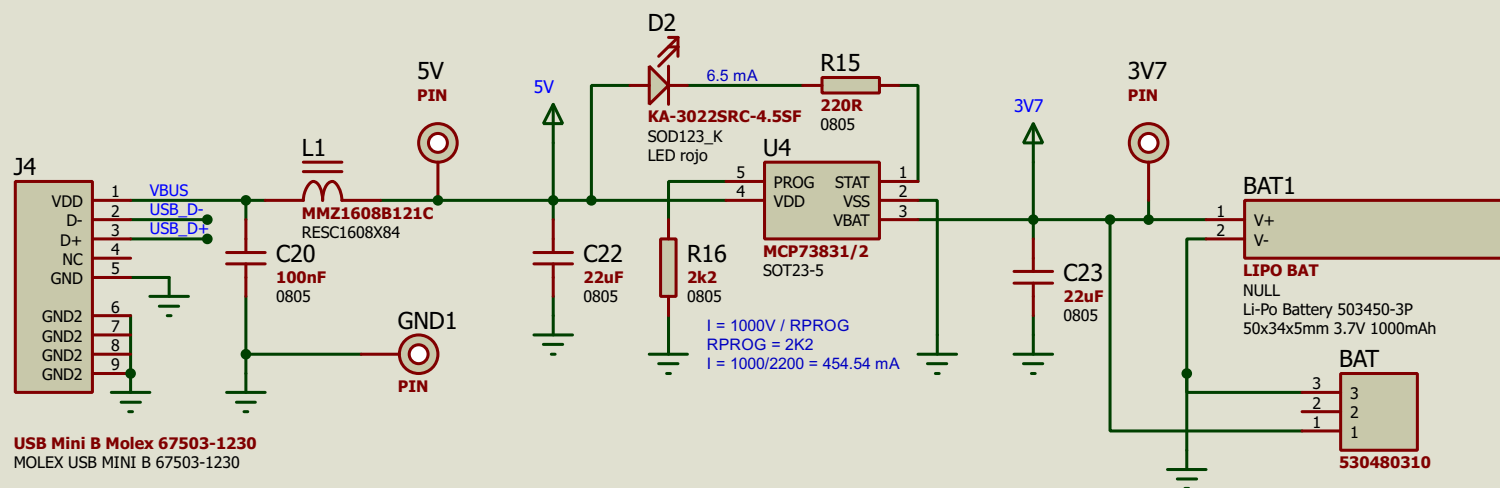 D2
5V
PIN
6.5 mA
R15
220R
0805
3V7
PIN
5V
KA-3022SRC-4.5SF
SOD123_K
LED rojo
3V7
J4
L1
U4
VDD
1
VBUS
D-
2
USB_D-
D+
3
USB_D+
NC
4
GND
5
GND2
6
GND2
7
GND2
8
GND2
9
MMZ1608B121C
RESC1608X84
5
PROG
STAT
1
4
VDD
VSS
2
VBAT
3
MCP73831/2
SOT23-5
BAT1
1
V+
2
V-
LIPO BAT
NULL
Li-Po Battery 503450-3P
50x34x5mm 3.7V 1000mAh
C20
100nF
0805
C22
22uF
0805
R16
2k2
0805
C23
22uF
0805
GND1
PIN
I = 1000V / RPROG
RPROG = 2K2
I = 1000/2200 = 454.54 mA
BAT
3
3
2
2
1
1
530480310
USB Mini B Molex 67503-1230
MOLEX USB MINI B 67503-1230